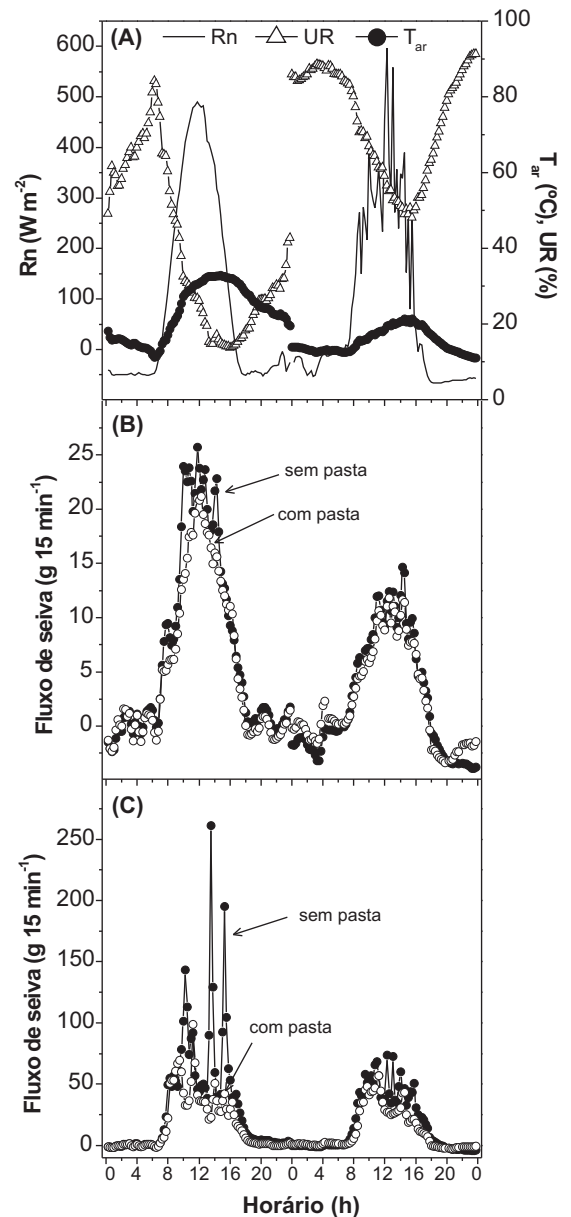 (A) Rn UR T ar
600
500
400
300
200
100
0
Rn (W m-2)
100
80
60
40
20
0
T ar (ºC), UR (%)
(B)
sem pasta
com pasta
25
20
15
10
5
0
Fluxo de seiva (g 15 min-1)
(C)
sem pasta
com pasta
250
200
150
100
50
0
Fluxo de seiva (g 15 min-1)
0 4 8 12 16 20 0 4 8 12 16 20 0
Horário (h)